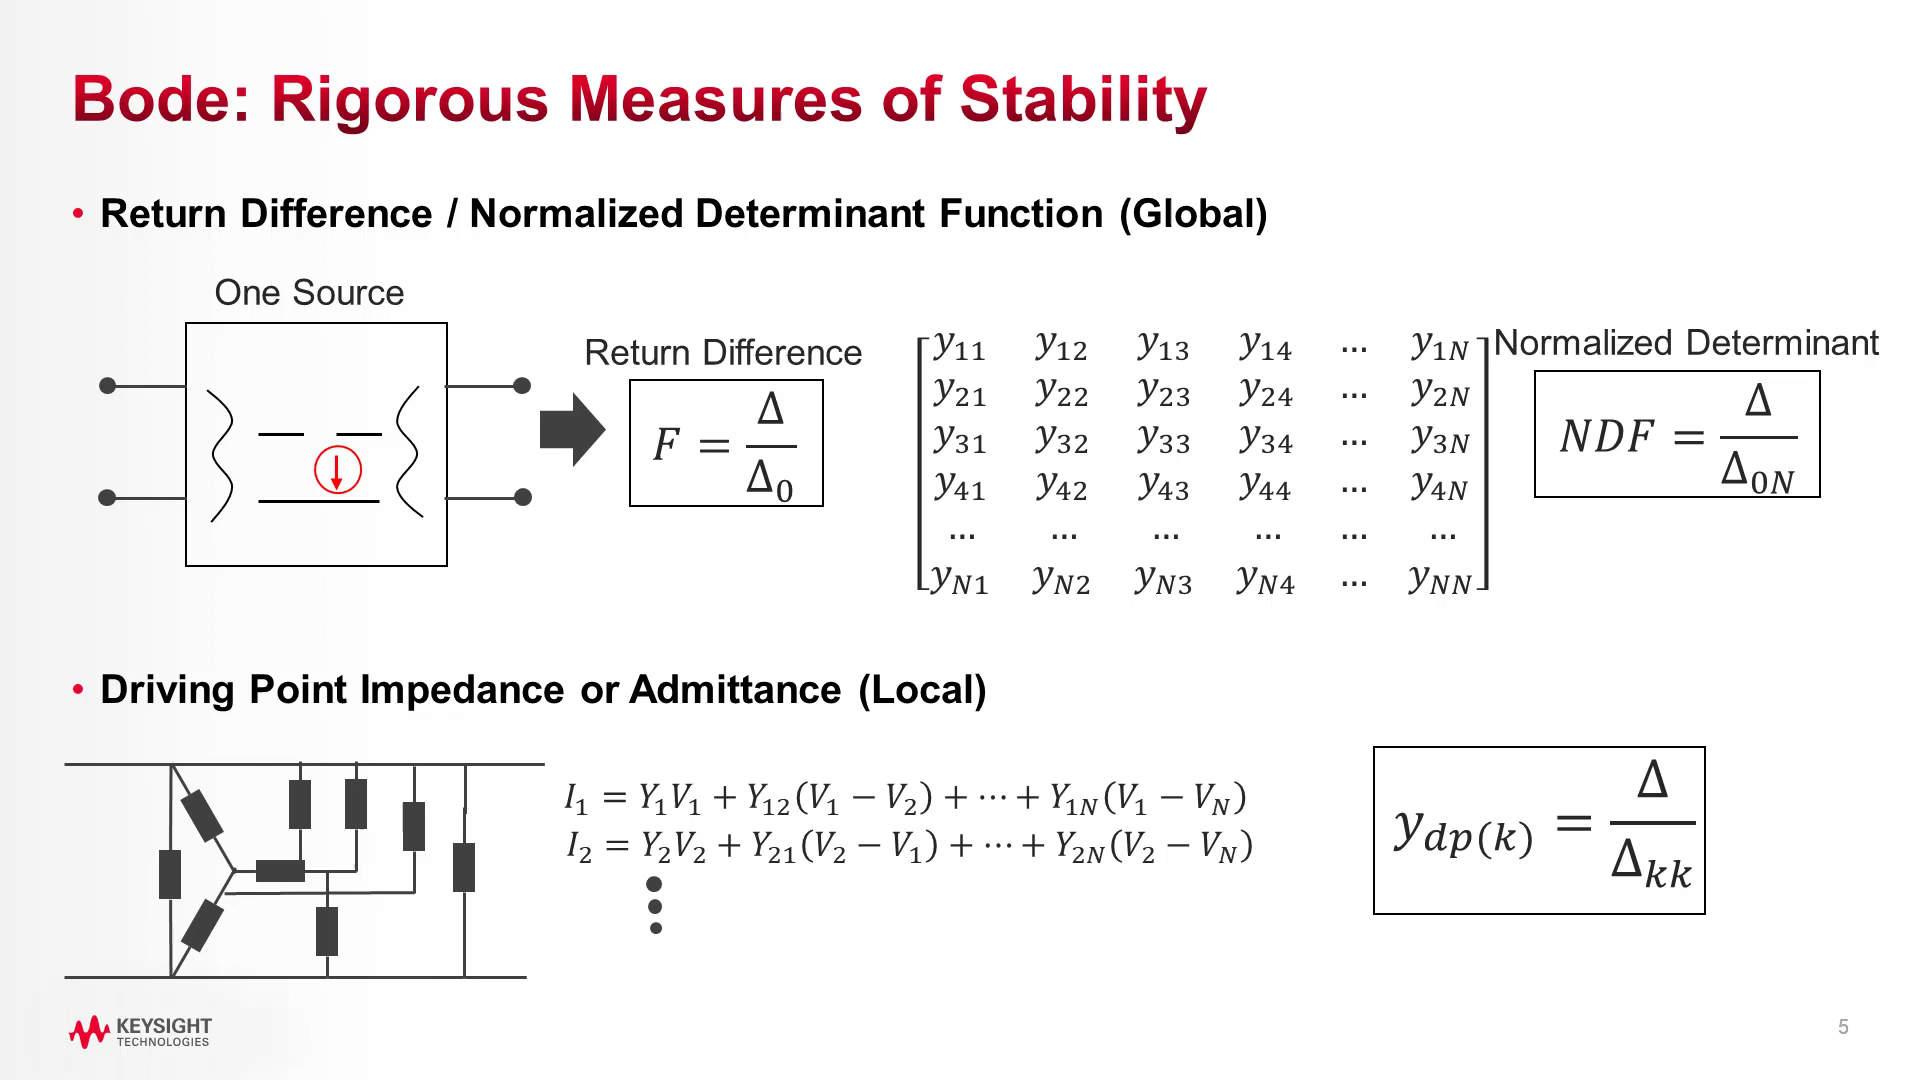 Bode: Rigorous Measures of Stability
• Return Difference / Normalized Determinant Function (Global)
One Source
Return Difference
F = Δ/Δ₀
y₁₁ y₁₂ y₁₃ y₁₄ ... y₁N
y₂₁ y₂₂ y₂₃ y₂₄ ... y₂N
y₃₁ y₃₂ y₃₃ y₃₄ ... y₃N
y₄₁ y₄₂ y₄₃ y₄₄ ... y₄N
... ... ... ... ... ...
yN1 yN2 yN3 yN4 ... yNN
Normalized Determinant
NDF = Δ/Δ₀N
• Driving Point Impedance or Admittance (Local)
I₁ = Y₁V₁ + Y₁₂(V₁ − V₂) + ⋯ + Y₁N(V₁ − VN)
I₂ = Y₂V₂ + Y₂₁(V₂ − V₁) + ⋯ + Y₂N(V₂ − VN)
ydp(k) = Δ/Δkk
KEYSIGHT
TECHNOLOGIES
5